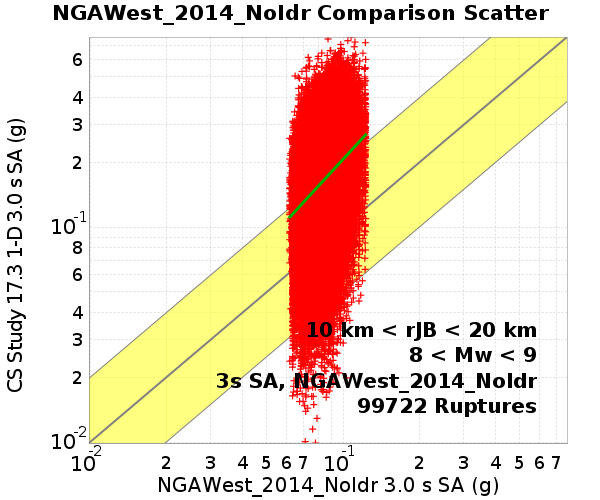 NGAWest_2014_NoIdr Comparison Scatter
CS Study 17.3 1-D 3.0 s SA (g)
6
4
3
2
10-1
8
6
4
3
2
10-2
10 km < rJB < 20 km
8 < Mw < 9
3s SA, NGAWest_2014_NoIdr
99722 Ruptures
10-2 2 3 4 5 6 7 10-1 2 3 4 5 6 7
NGAWest_2014_NoIdr 3.0 s SA (g)